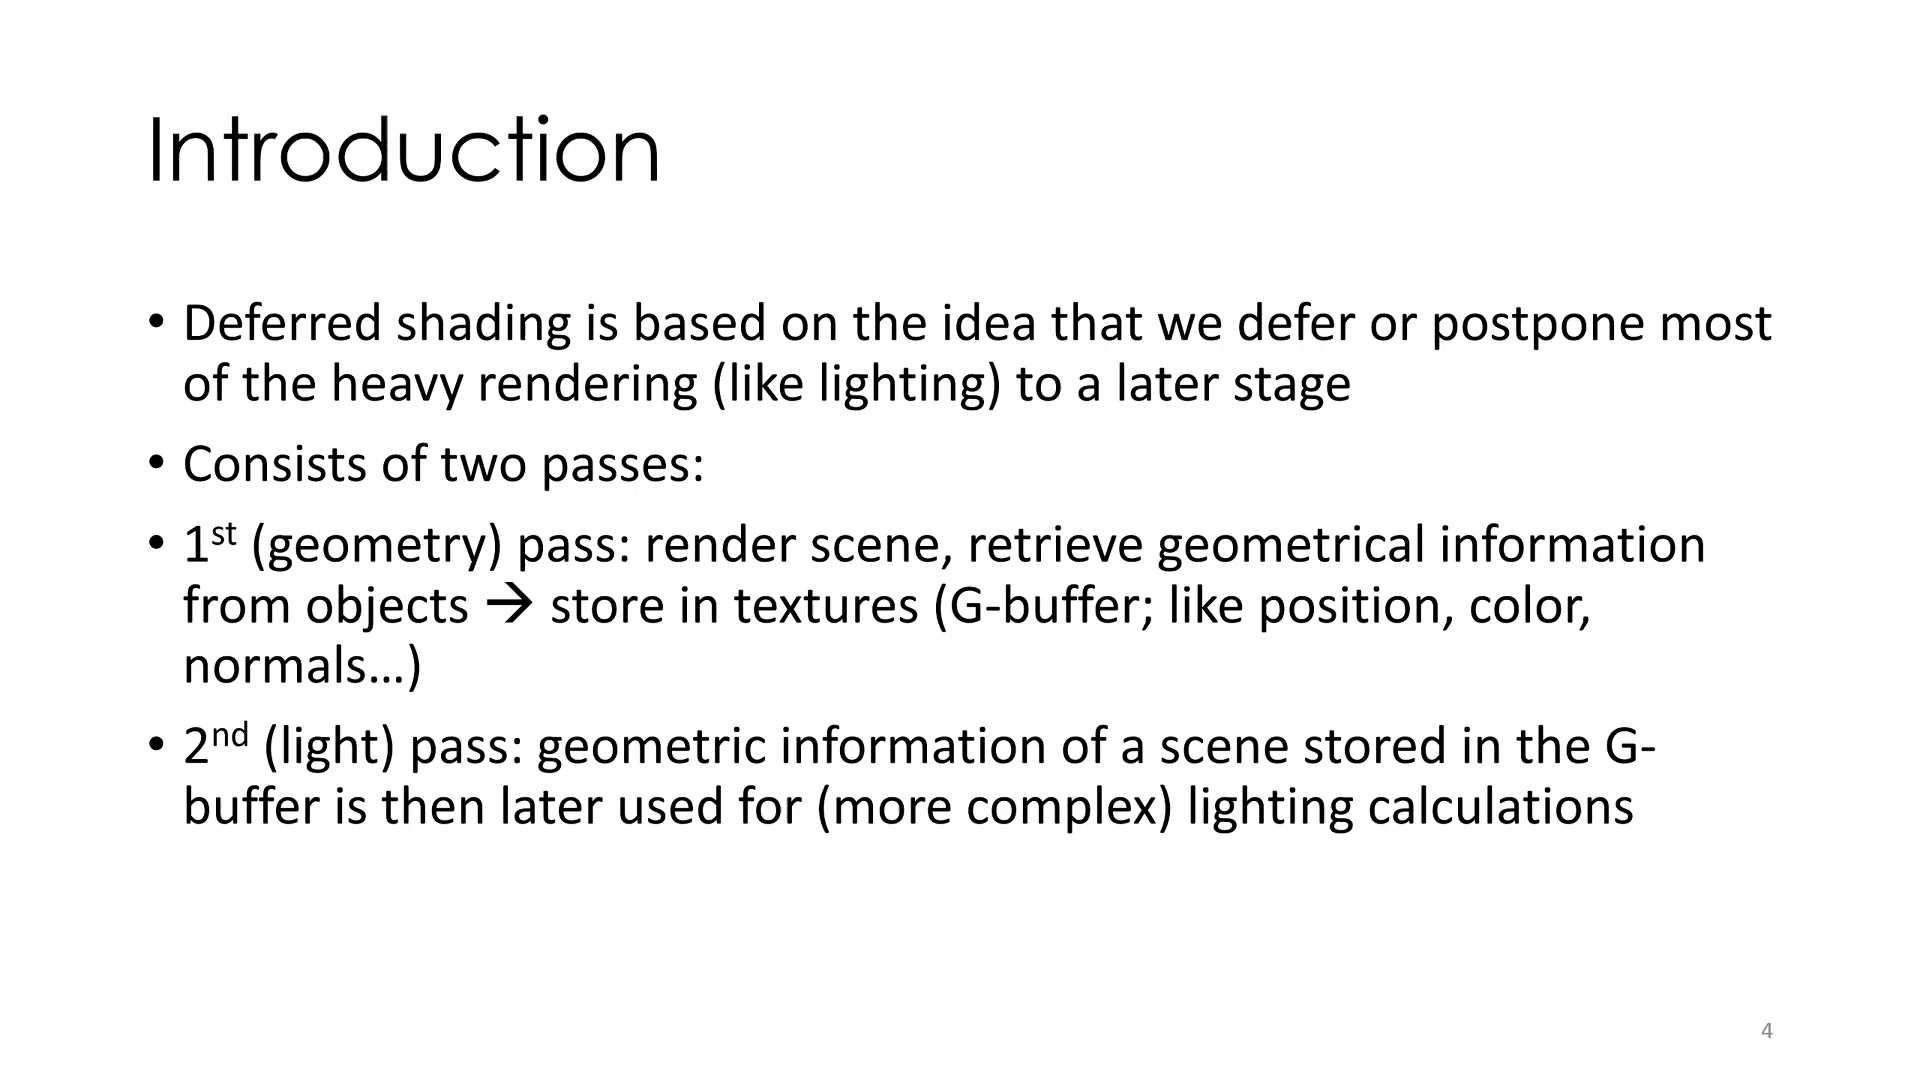 Introduction
• Deferred shading is based on the idea that we defer or postpone most
of the heavy rendering (like lighting) to a later stage
• Consists of two passes:
• 1st (geometry) pass: render scene, retrieve geometrical information
from objects → store in textures (G-buffer; like position, color,
normals…)
• 2nd (light) pass: geometric information of a scene stored in the G-
buffer is then later used for (more complex) lighting calculations
4